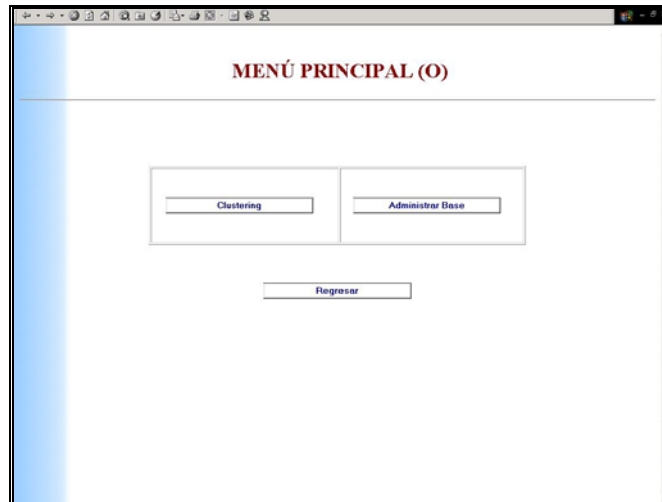 MENÚ PRINCIPAL (O)
Clustering
Administrar Base
Regresar